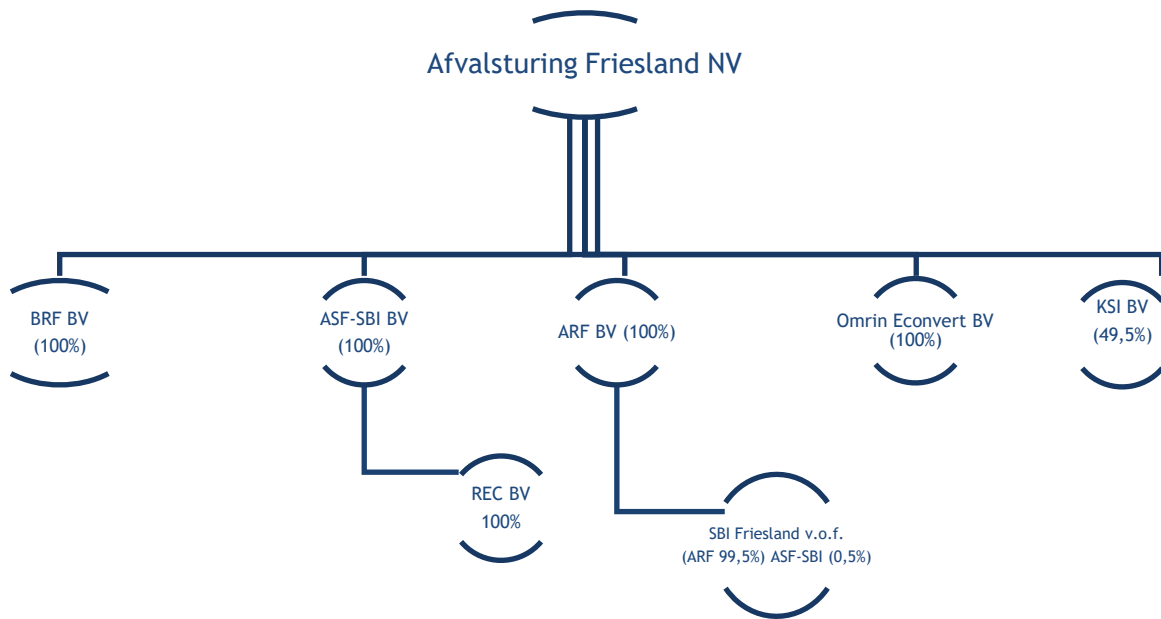 Afvalsturing Friesland NV
BRF BV
(100%)
ASF-SBI BV
(100%)
ARF BV (100%)
Omrin Econvert BV
(100%)
KSI BV
(49,5%)
REC BV
100%
SBI Friesland v.o.f.
(ARF 99,5%) ASF-SBI (0,5%)